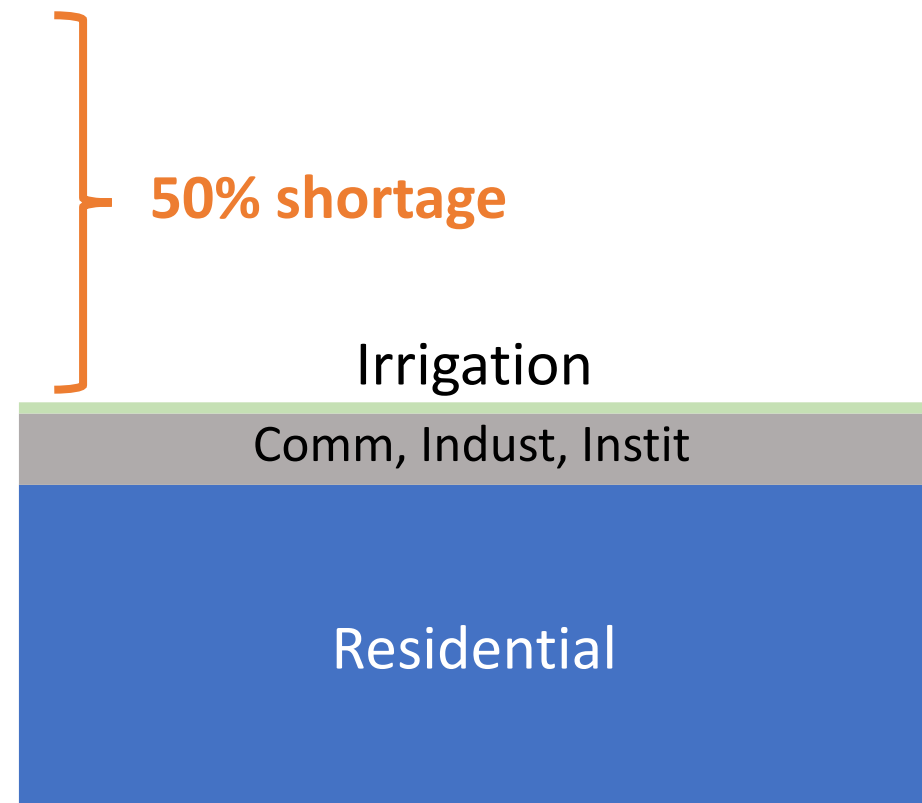 50% shortage
Irrigation
Comm, Indust, Instit
Residential